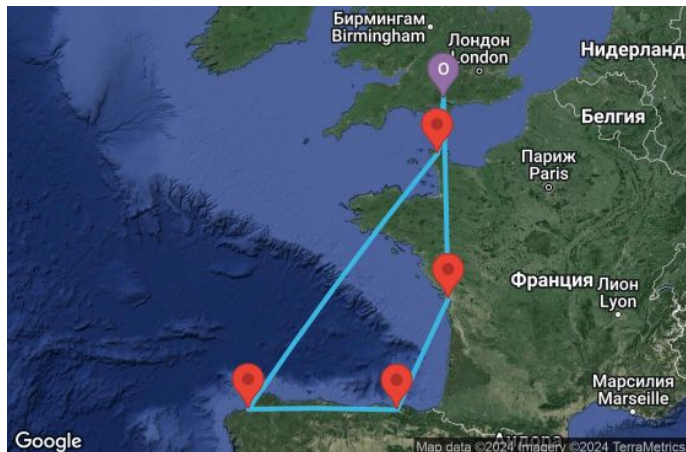 Бирмингам
Birmingham
Лондон
London
O
Нидерланд
Бельгия
Париж
Paris
Франция
Лион
Lyon
Марсилия
Marseille
Андора
Google
Map data ©2024 Imagery ©2024 TerraMetrics